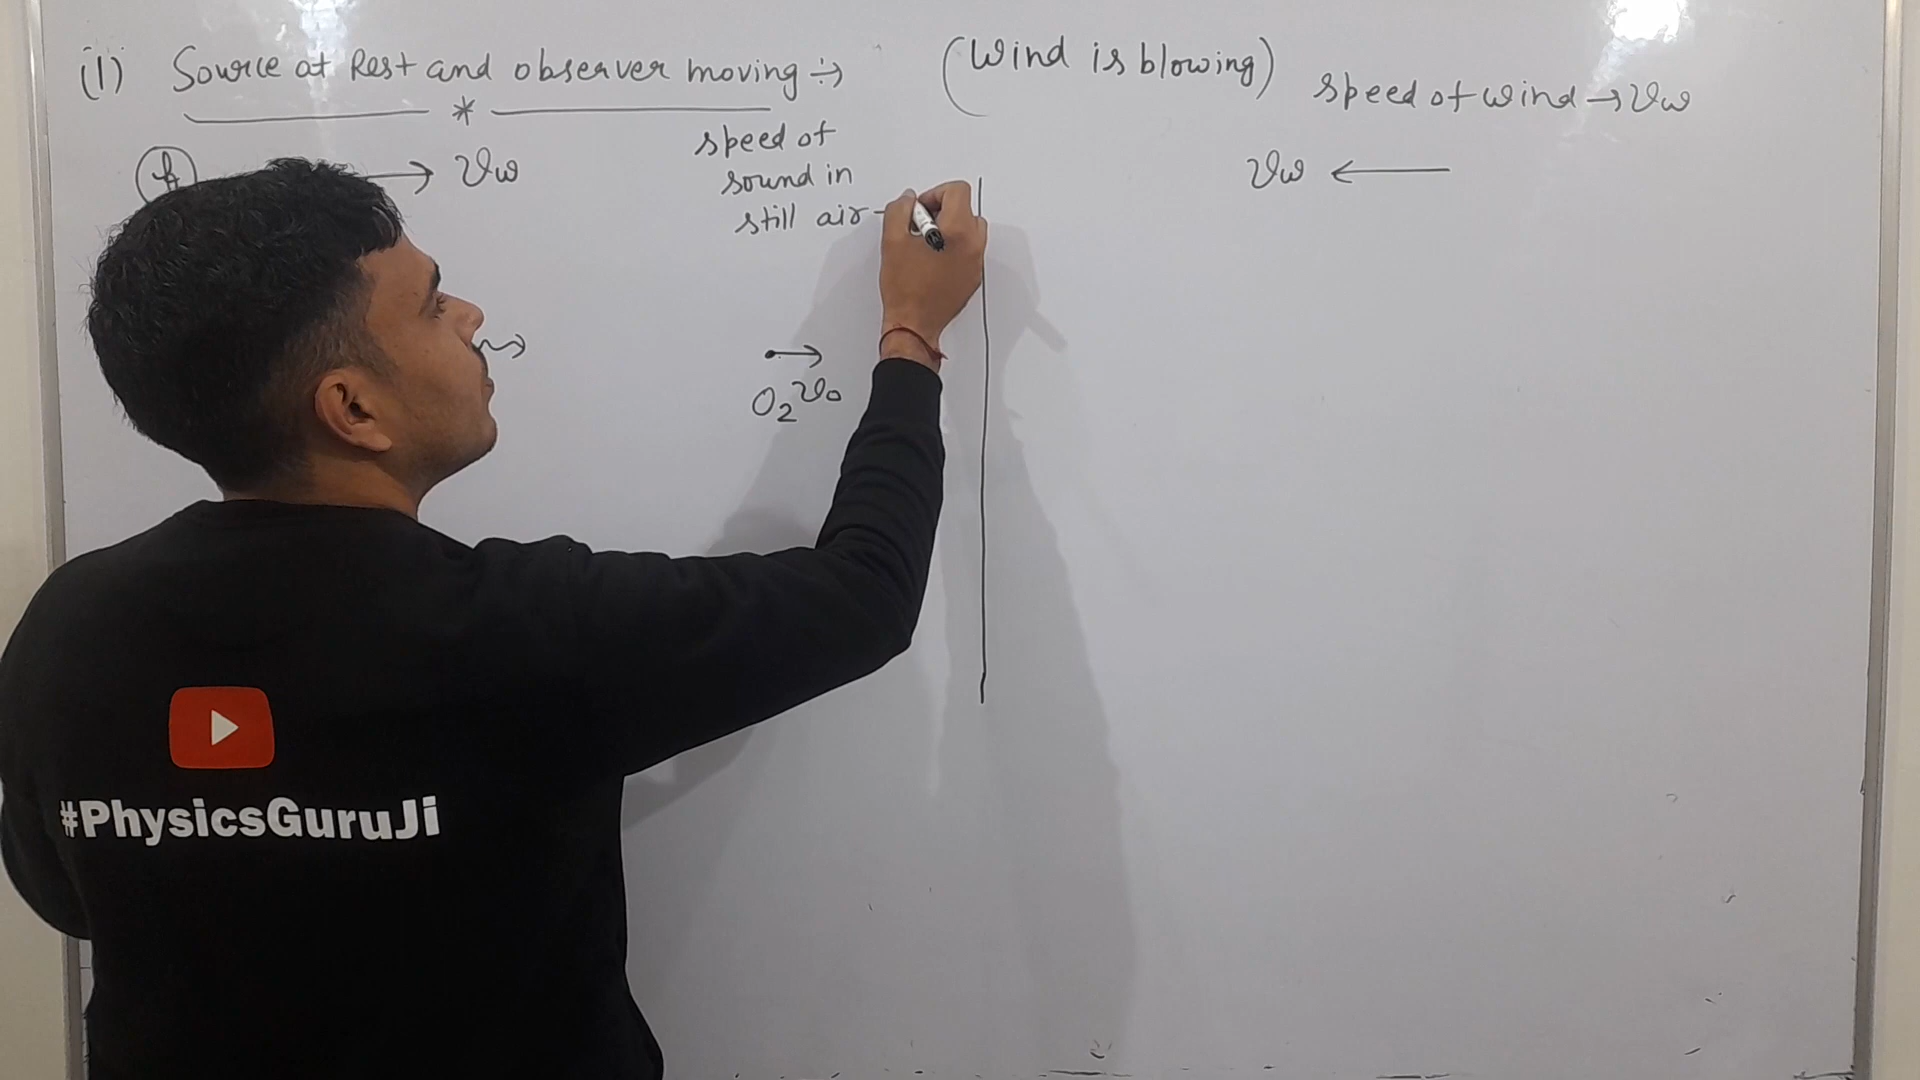 (1) Source at Rest and observer moving :→ (Wind is blowing)
speed of wind → vw
→ vw
speed of
sound in
still air
vw ←
O2 vo
#PhysicsGuruJi